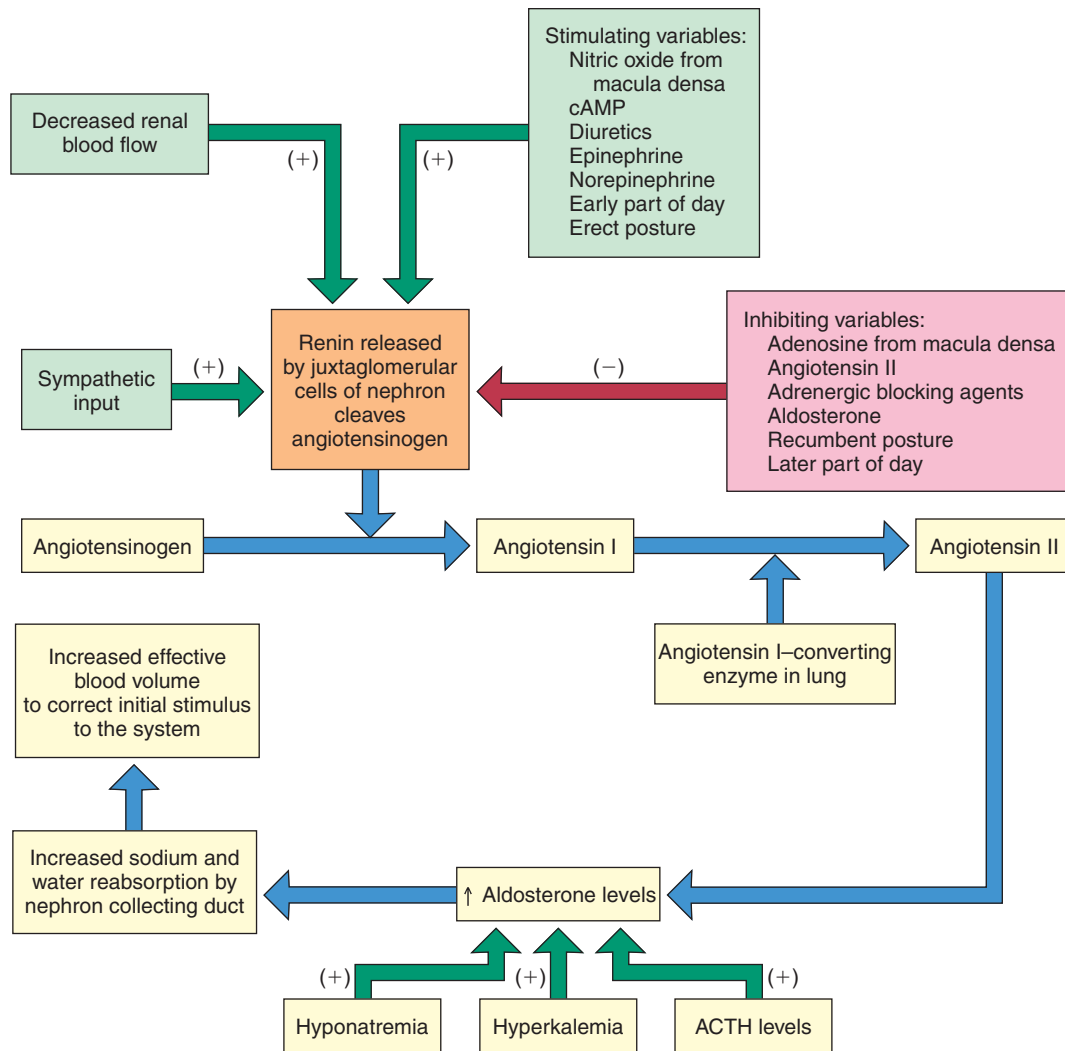 Stimulating variables:
Nitric oxide from
macula densa
cAMP
Diuretics
Epinephrine
Norepinephrine
Early part of day
Erect posture
Decreased renal
blood flow
(+)
(+)
Renin released
by juxtaglomerular
cells of nephron
cleaves
angiotensinogen
Inhibiting variables:
Adenosine from macula densa
Angiotensin II
Adrenergic blocking agents
Aldosterone
Recumbent posture
Later part of day
Sympathetic
input
(+)
(−)
Angiotensinogen
Angiotensin I
Angiotensin II
Angiotensin I–converting
enzyme in lung
Increased effective
blood volume
to correct initial stimulus
to the system
Increased sodium and
water reabsorption by
nephron collecting duct
↑ Aldosterone levels
(+)
(+)
(+)
Hyponatremia
Hyperkalemia
ACTH levels